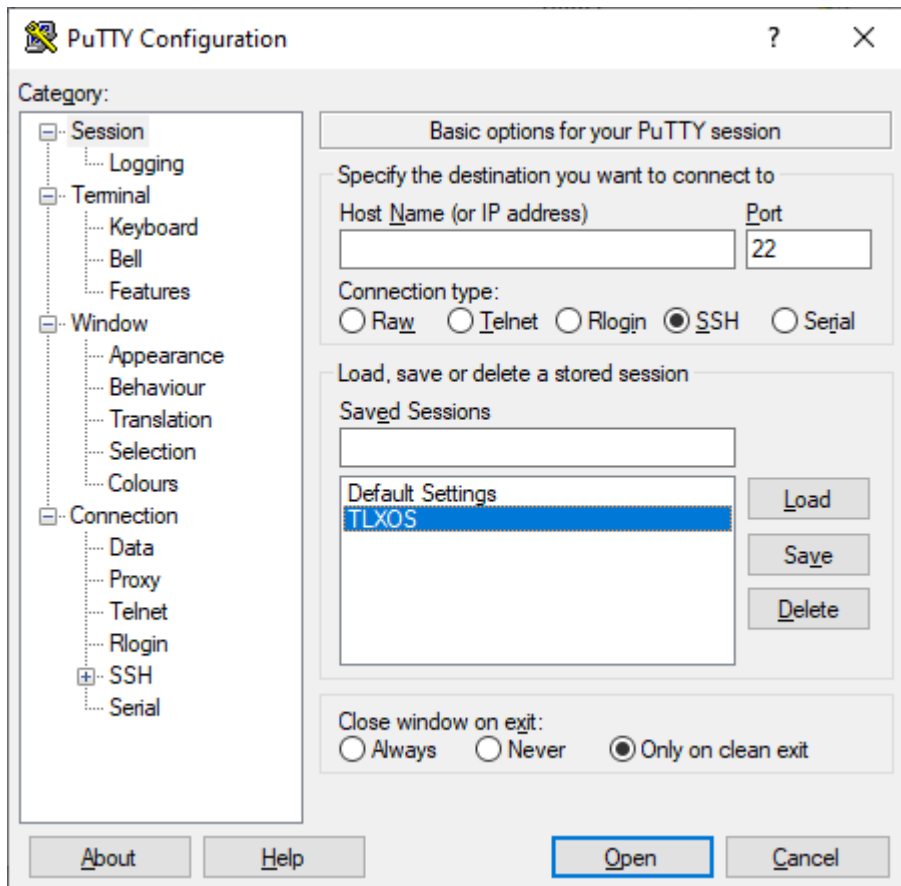 PuTTY Configuration
?
Category:
Session
Logging
Terminal
Keyboard
Bell
Features
Window
Appearance
Behaviour
Translation
Selection
Colours
Connection
Data
Proxy
Telnet
Rlogin
SSH
Serial
Basic options for your PuTTY session
Specify the destination you want to connect to
Host Name (or IP address) Port
22
Connection type:
Raw Telnet Rlogin SSH Serial
Load, save or delete a stored session
Saved Sessions
Default Settings
TLXOS
Load
Save
Delete
Close window on exit:
Always Never Only on clean exit
About Help Open Cancel